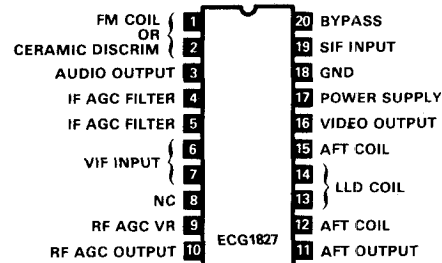 FM COIL 1
OR
CERAMIC DISCRIM 2
AUDIO OUTPUT 3
IF AGC FILTER 4
IF AGC FILTER 5
VIF INPUT
6
7
NC 8
RF AGC VR 9
RF AGC OUTPUT 10
ECG1827
20 BYPASS
19 SIF INPUT
18 GND
17 POWER SUPPLY
16 VIDEO OUTPUT
15 AFT COIL
14
LLD COIL
13
12 AFT COIL
11 AFT OUTPUT